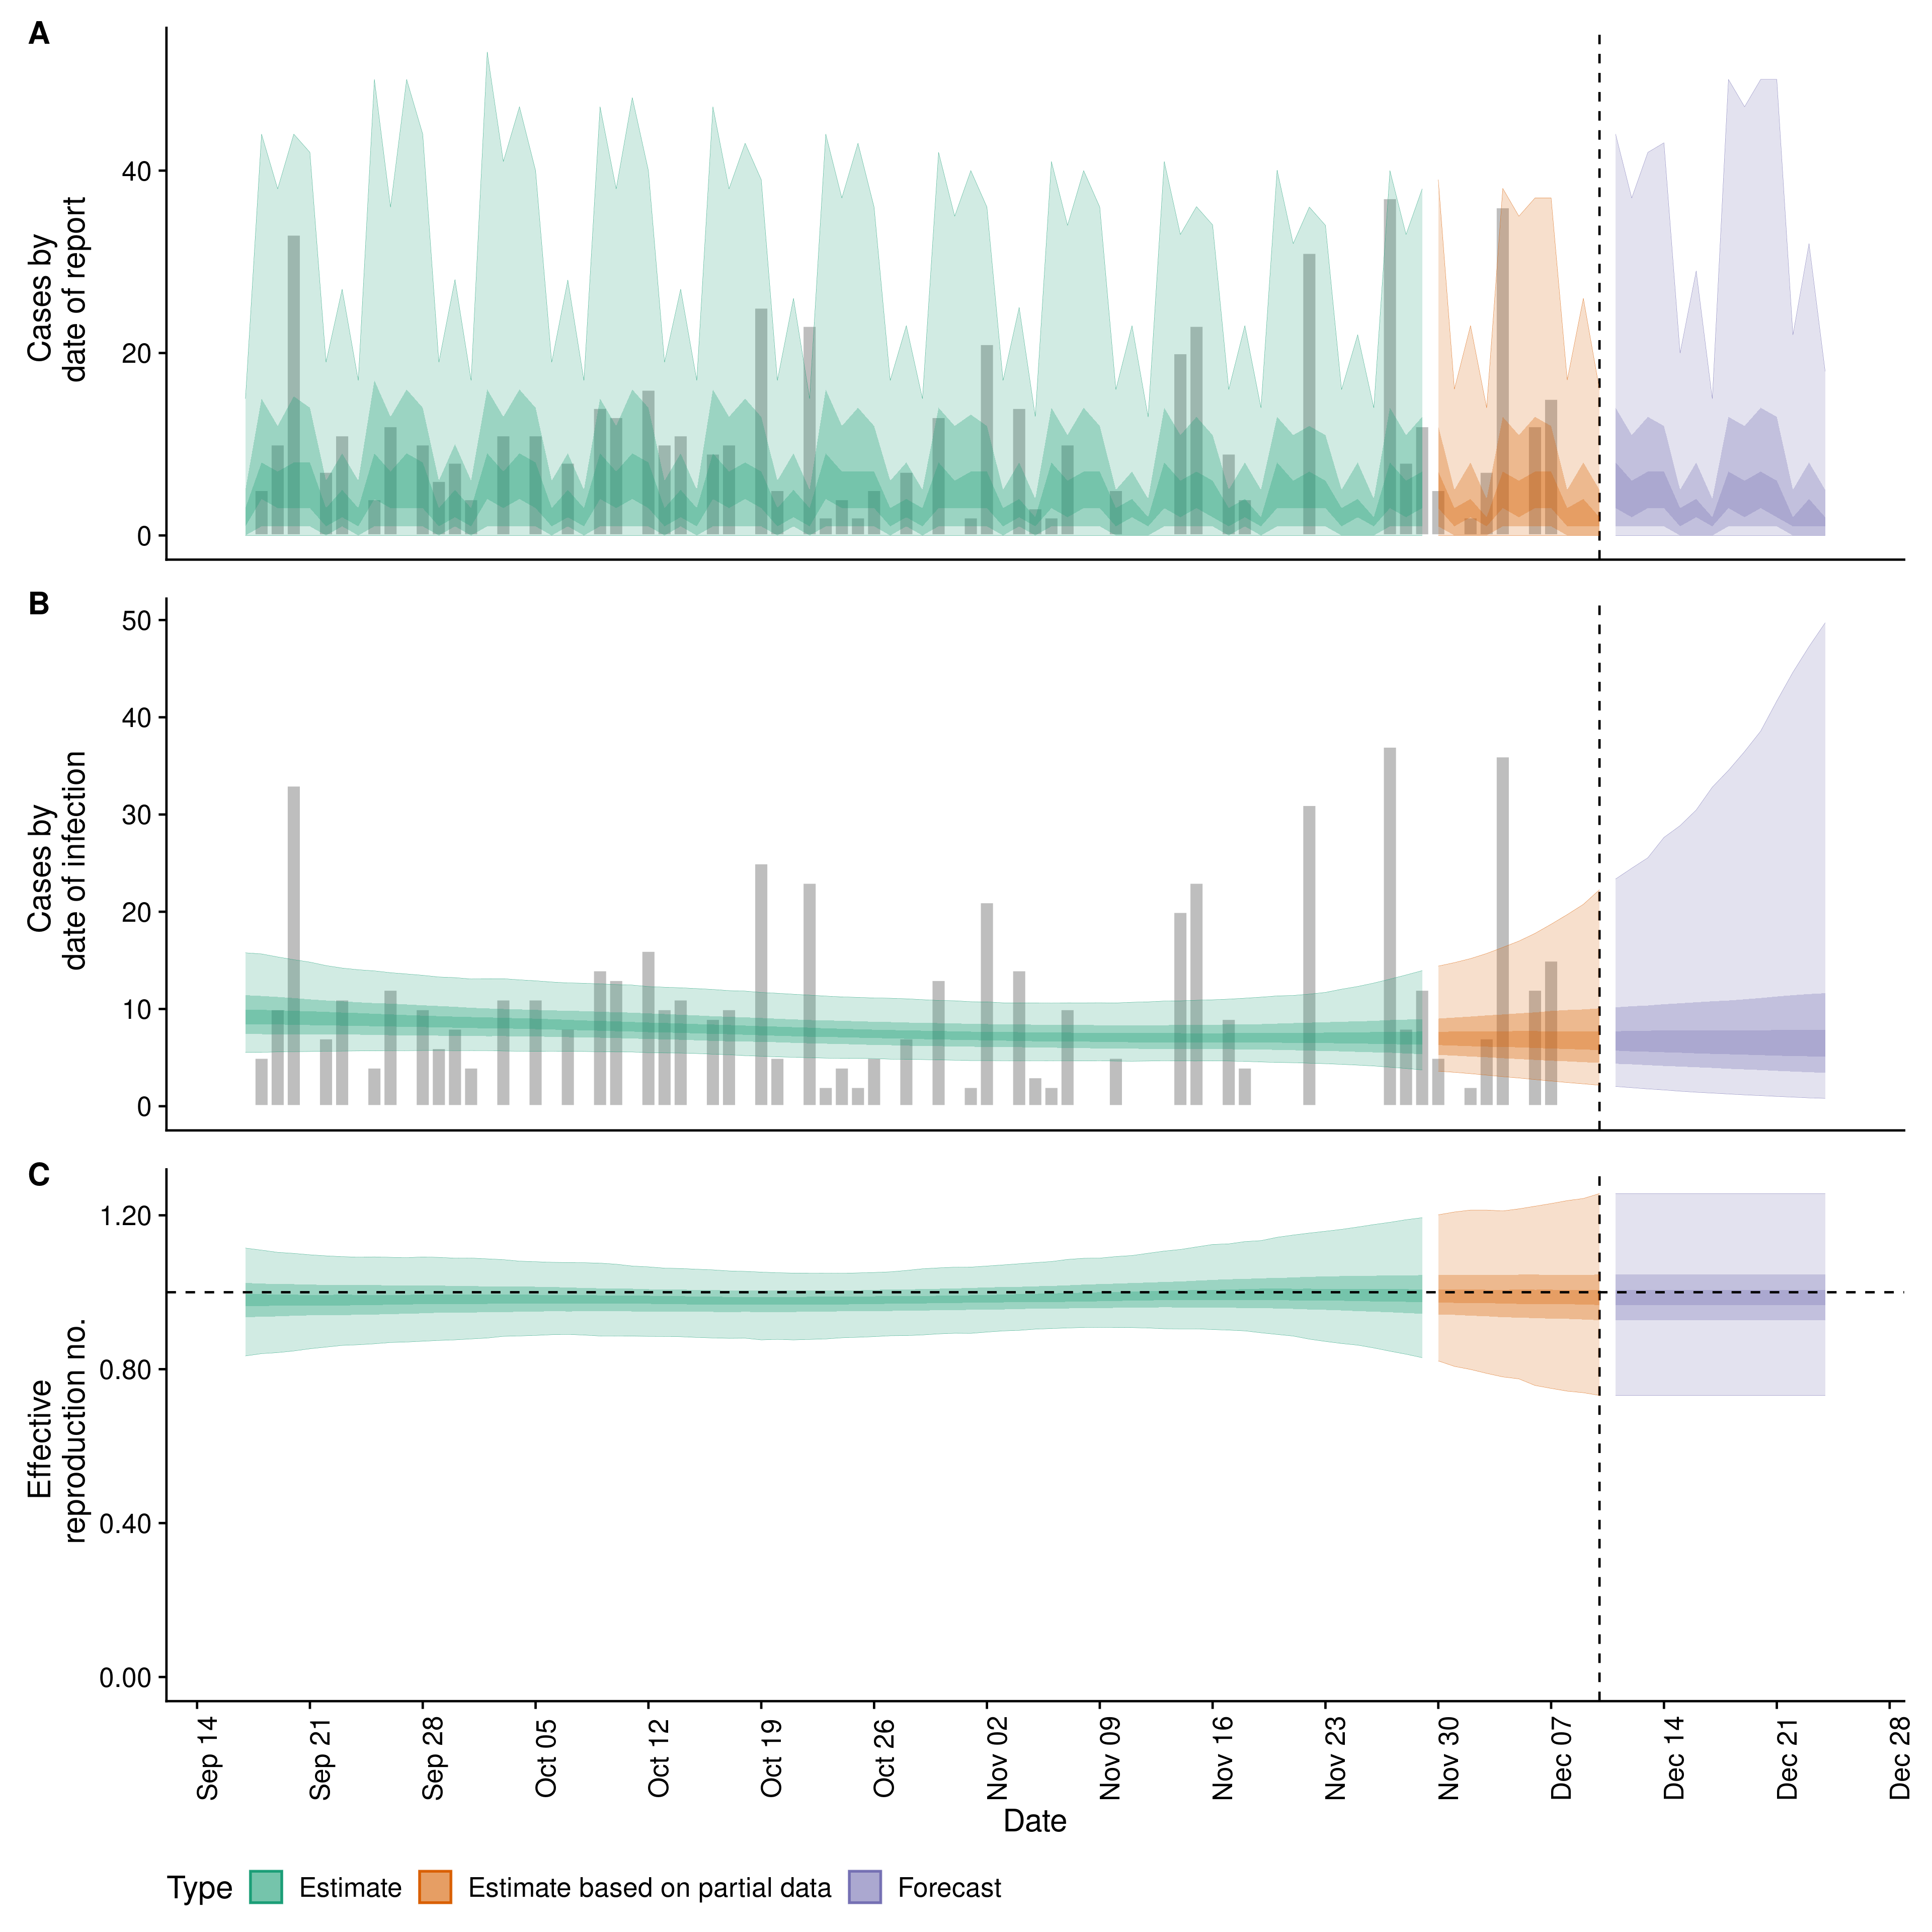 A
Cases by
date of report
40
20
0
B
Cases by
date of infection
50
40
30
20
10
0
C
Effective
reproduction no.
1.20
0.80
0.40
0.00
Sep 14
Sep 21
Sep 28
Oct 05
Oct 12
Oct 19
Oct 26
Nov 02
Nov 09
Nov 16
Nov 23
Nov 30
Dec 07
Dec 14
Dec 21
Dec 28
Date
Type Estimate Estimate based on partial data Forecast